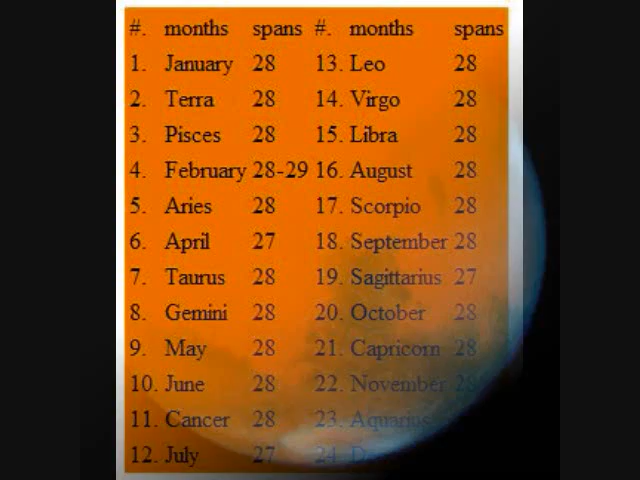 #. months spans #. months spans
1. January 28 13. Leo 28
2. Terra 28 14. Virgo 28
3. Pisces 28 15. Libra 28
4. February 28-29 16. August 28
5. Aries 28 17. Scorpio 28
6. April 27 18. September 28
7. Taurus 28 19. Sagittarius 27
8. Gemini 28 20. October 28
9. May 28 21. Capricorn 28
10. June 28 22. November 28
11. Cancer 28 23. Aquarius
12. July 27 24.